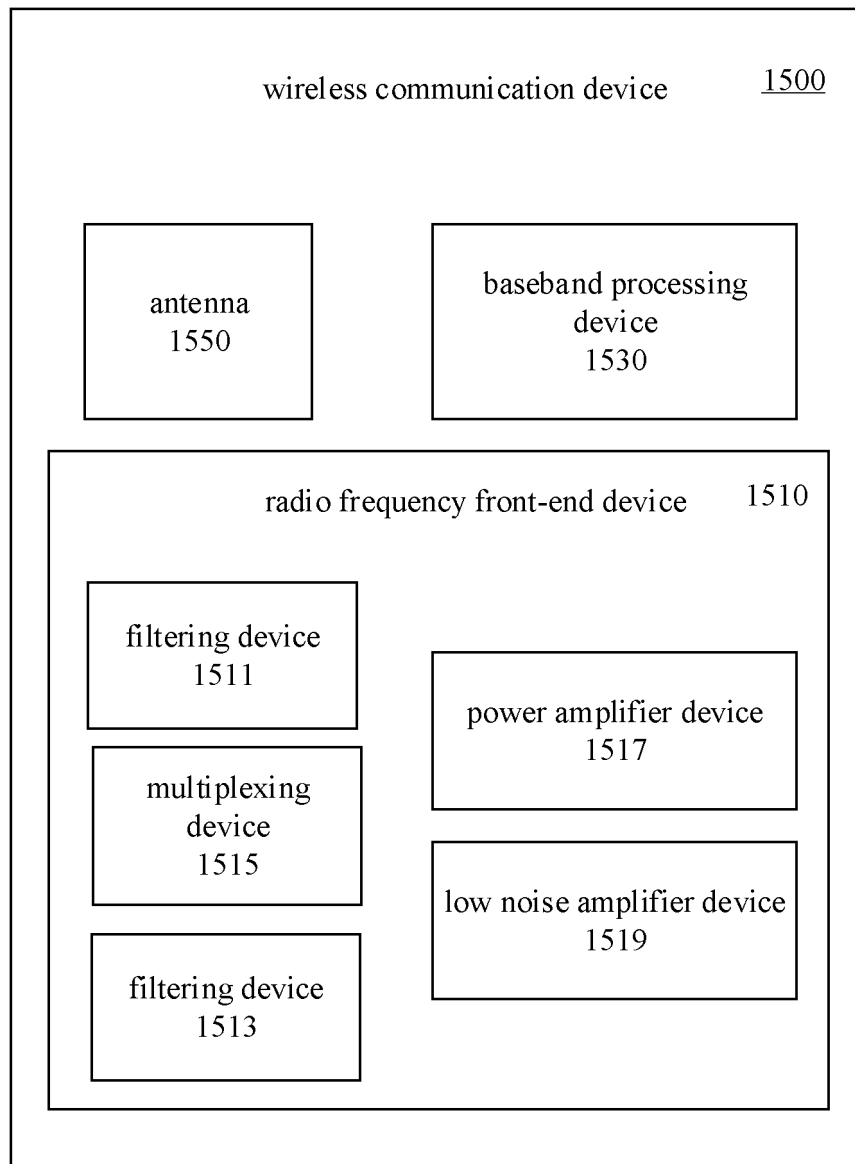 wireless communication device 1500
antenna
1550
baseband processing
device
1530
radio frequency front-end device 1510
filtering device
1511
power amplifier device
1517
multiplexing
device
1515
low noise amplifier device
1519
filtering device
1513